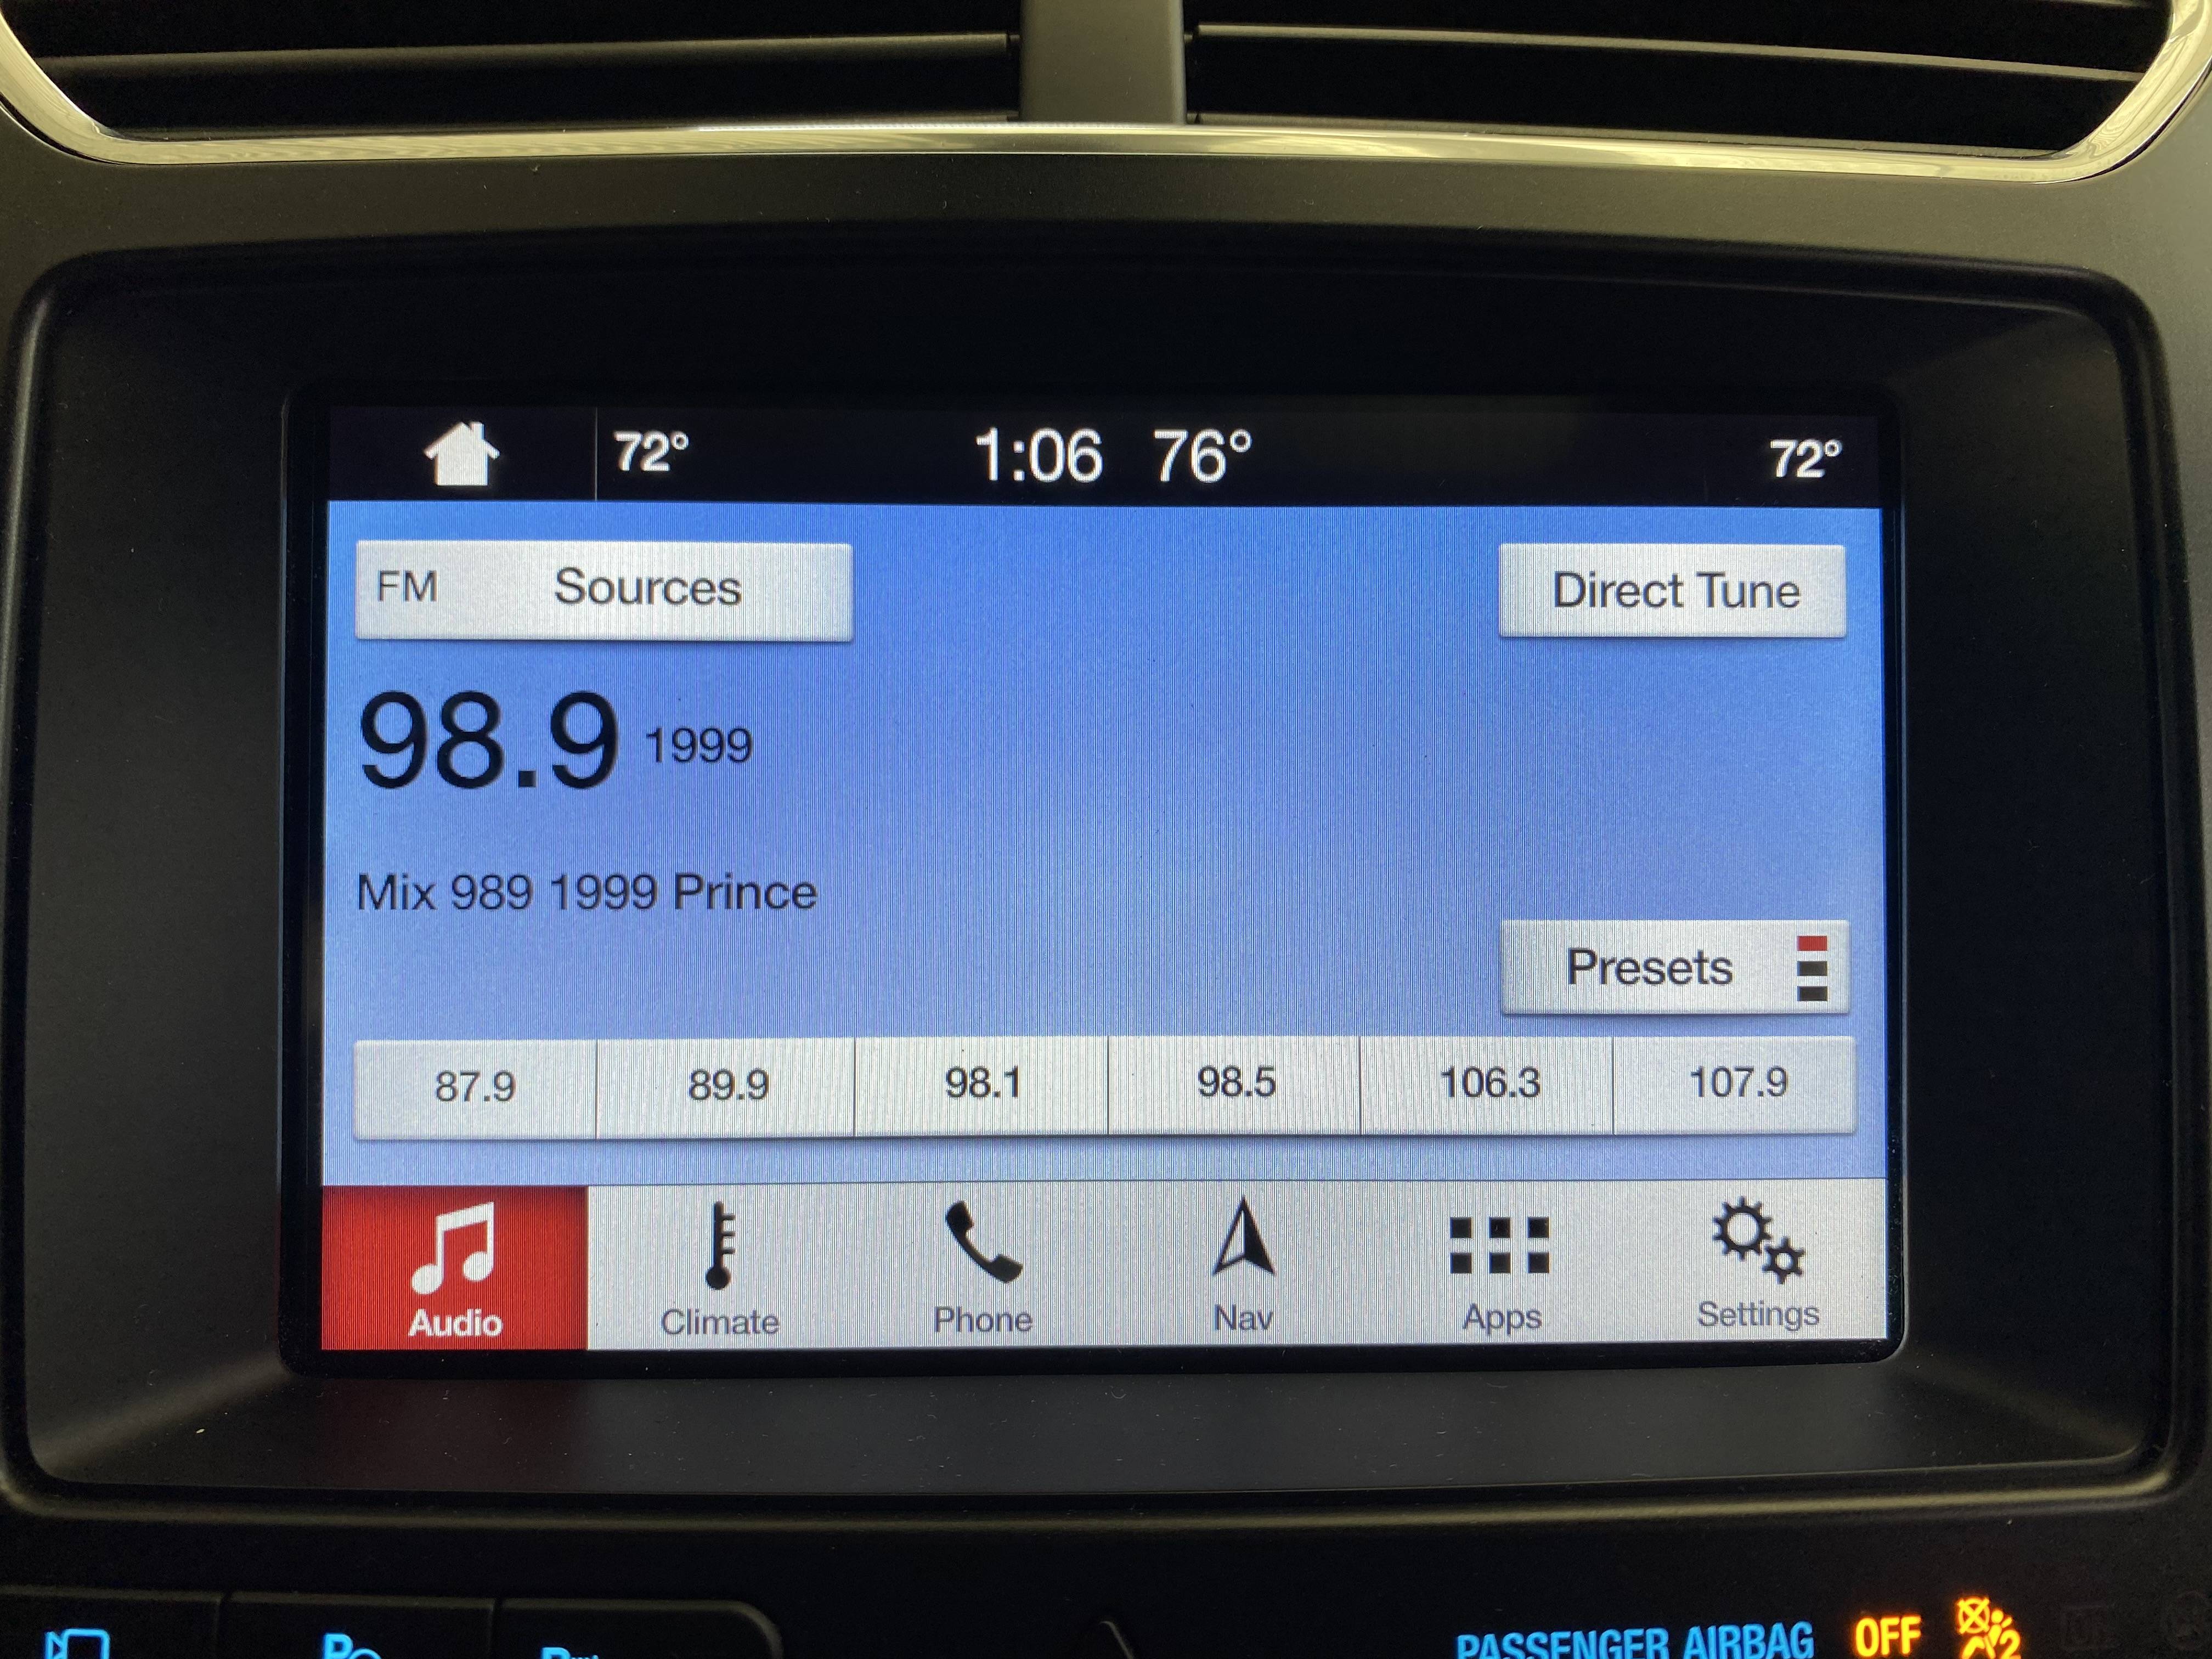 72° 1:06 76° 72°
FM Sources Direct Tune
98.9 1999
Mix 989 1999 Prince
Presets
87.9 89.9 98.1 98.5 106.3 107.9
Audio Climate Phone Nav Apps Settings
PASSENGER AIRBAG OFF